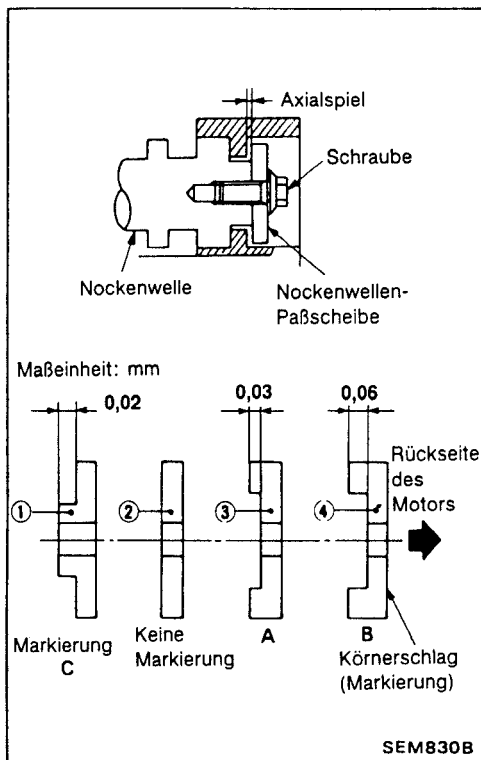 Axialspiel
Schraube
Nockenwelle
Nockenwellen-
Paßscheibe
Maßeinheit: mm
0,02
0,03
0,06
Rückseite
des
Motors
1
2
3
4
Markierung
C
Keine
Markierung
A
B
Körnerschlag
(Markierung)
SEM830B